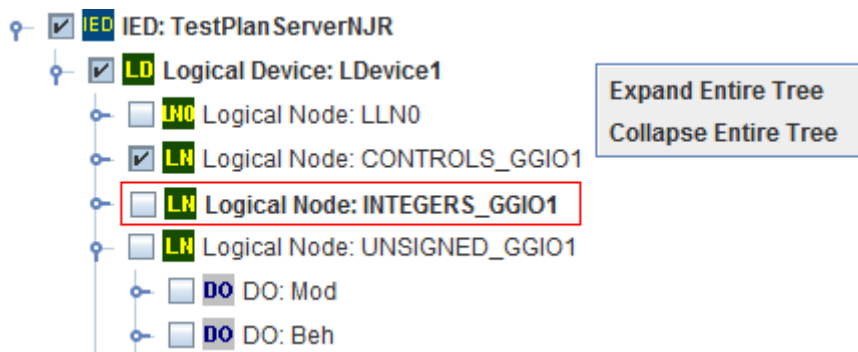 IED IED: TestPlanServerNJR
LD Logical Device: LDevice1
Expand Entire Tree
LN0 Logical Node: LLN0
Collapse Entire Tree
LN Logical Node: CONTROLS_GGIO1
LN Logical Node: INTEGERS_GGIO1
LN Logical Node: UNSIGNED_GGIO1
DO DO: Mod
DO DO: Beh